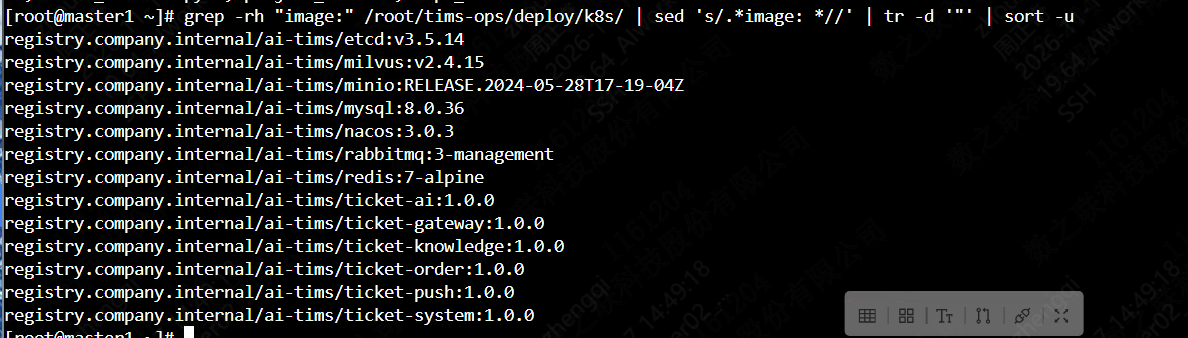 [root@master1 ~]# grep -rh "image:" /root/tims-ops/deploy/k8s/ | sed 's/.*image: *//' | tr -d '"' | sort -u
registry.company.internal/ai-tims/etcd:v3.5.14
registry.company.internal/ai-tims/milvus:v2.4.15
registry.company.internal/ai-tims/minio:RELEASE.2024-05-28T17-19-04Z
registry.company.internal/ai-tims/mysql:8.0.36
registry.company.internal/ai-tims/nacos:3.0.3
registry.company.internal/ai-tims/rabbitmq:3-management
registry.company.internal/ai-tims/redis:7-alpine
registry.company.internal/ai-tims/ticket-ai:1.0.0
registry.company.internal/ai-tims/ticket-gateway:1.0.0
registry.company.internal/ai-tims/ticket-knowledge:1.0.0
registry.company.internal/ai-tims/ticket-order:1.0.0
registry.company.internal/ai-tims/ticket-push:1.0.0
registry.company.internal/ai-tims/ticket-system:1.0.0
[root@master1 ~]#